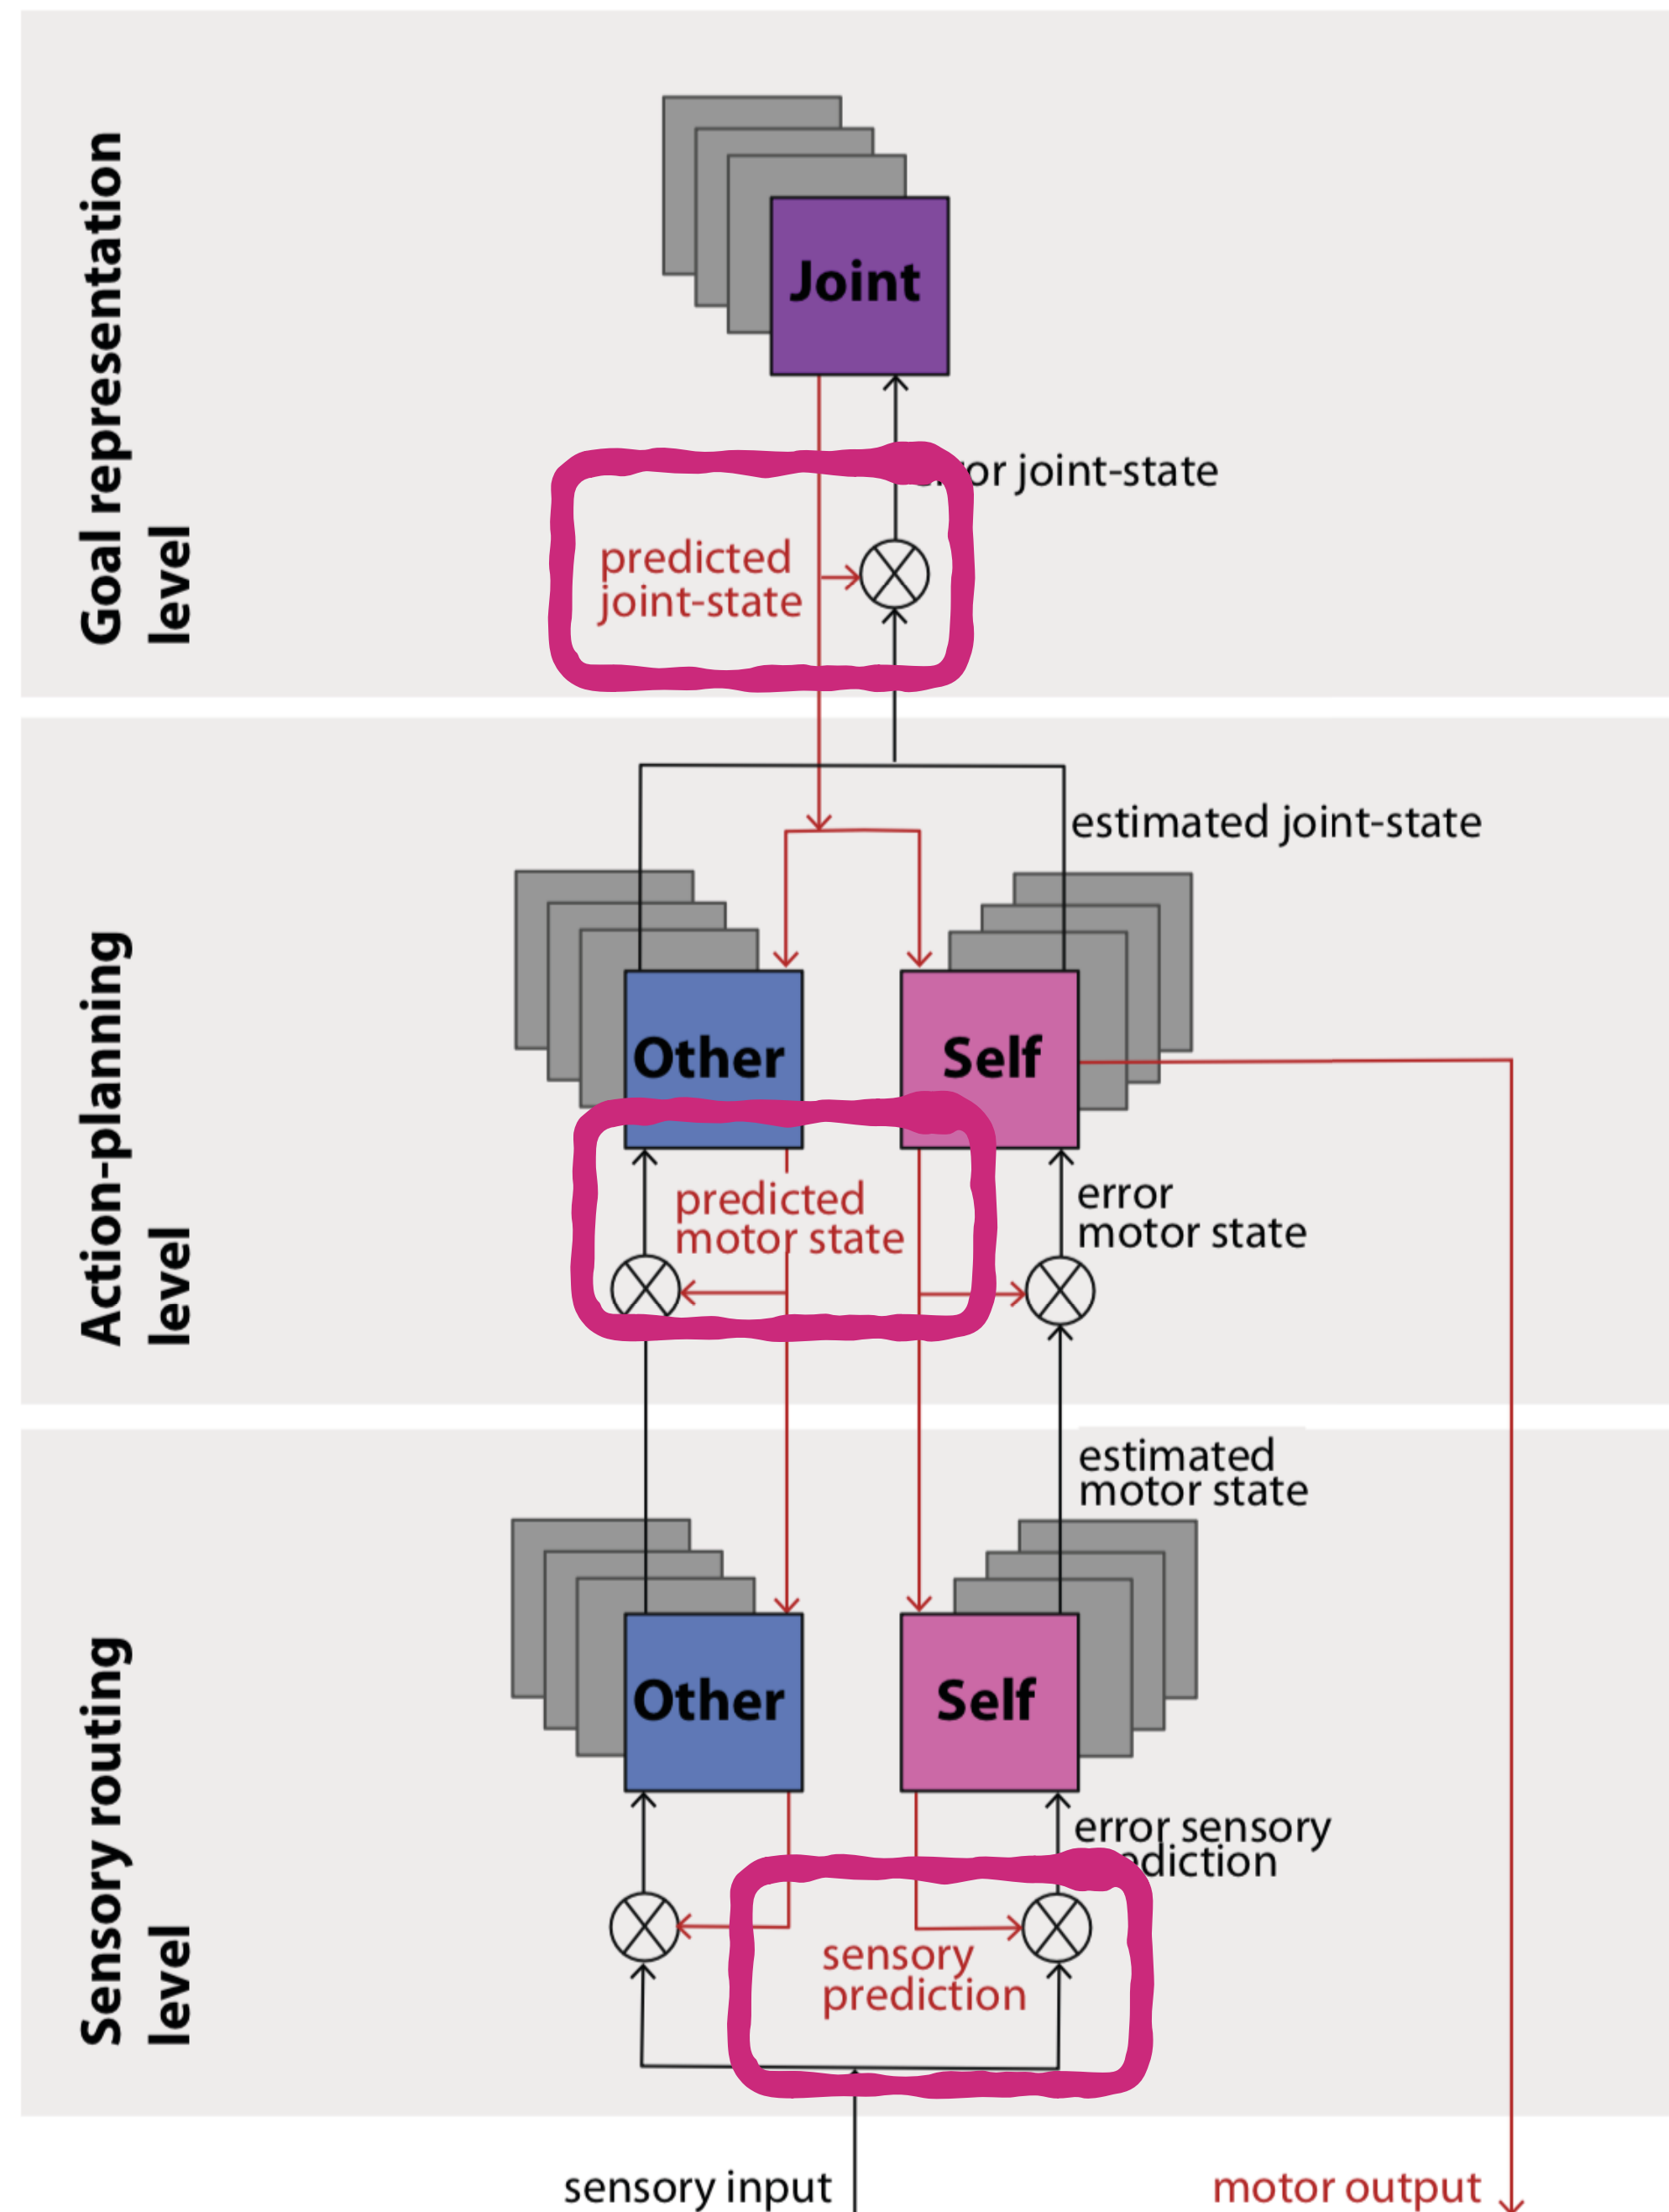 Goal representation
level
Joint
joint-state
predicted
joint-state
Action-planning
level
estimated joint-state
Other
Self
predicted
motor state
error
motor state
Sensory routing
level
estimated
motor state
Other
Self
error sensory
sensory
prediction
sensory input
motor output